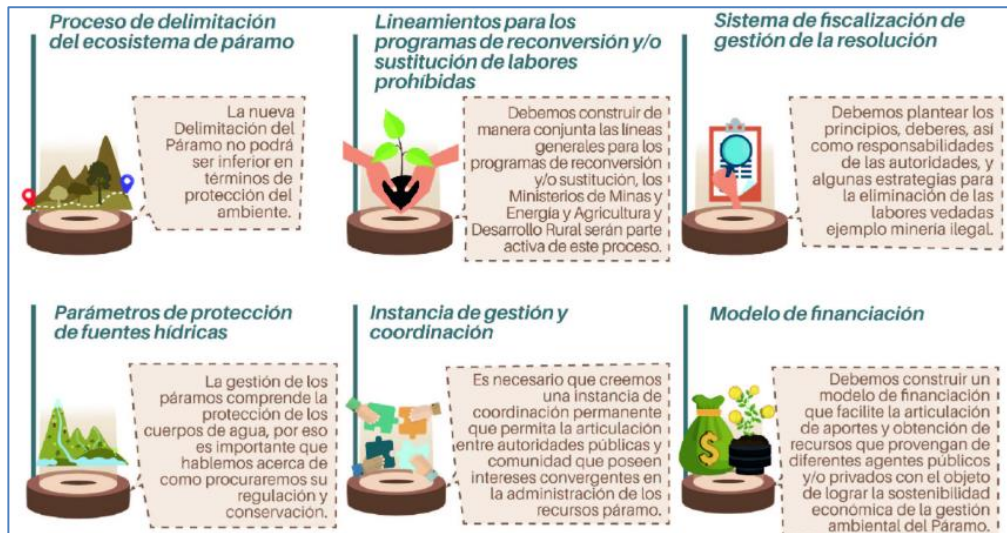 Proceso de delimitación
del ecosistema de páramo
La nueva
Delimitación del
Páramo no podrá
ser inferior en
términos de
protección del
ambiente.
Lineamientos para los
programas de reconversión y/o
sustitución de labores
prohibidas
Debemos construir de
manera conjunta las líneas
generales para los
programas de reconversión
y/o sustitución, los
Ministerios de Minas y
Energía y Agricultura y
Desarrollo Rural serán parte
activa de este proceso.
Sistema de fiscalización de
gestión de la resolución
Debemos plantear los
principios, deberes, así
como responsabilidades
de las autoridades, y
algunas estrategias para
la eliminación de las
labores vedadas
ejemplo minería ilegal.
Parámetros de protección
de fuentes hídricas
La gestión de los
páramos comprende la
protección de los
cuerpos de agua, por eso
es importante que
hablemos acerca de
como procuraremos su
regulación y
conservación.
Instancia de gestión y
coordinación
Es necesario que creemos
una instancia de
coordinación permanente
que permita la articulación
entre autoridades públicas y
comunidad que poseen
intereses convergentes en
la administración de los
recursos páramo.
Modelo de financiación
Debemos construir un
modelo de financiación
que facilite la articulación
de aportes y obtención de
recursos que provengan de
diferentes agentes públicos
y/o privados con el objeto
de lograr la sostenibilidad
económica de la gestión
ambiental del Páramo.
$